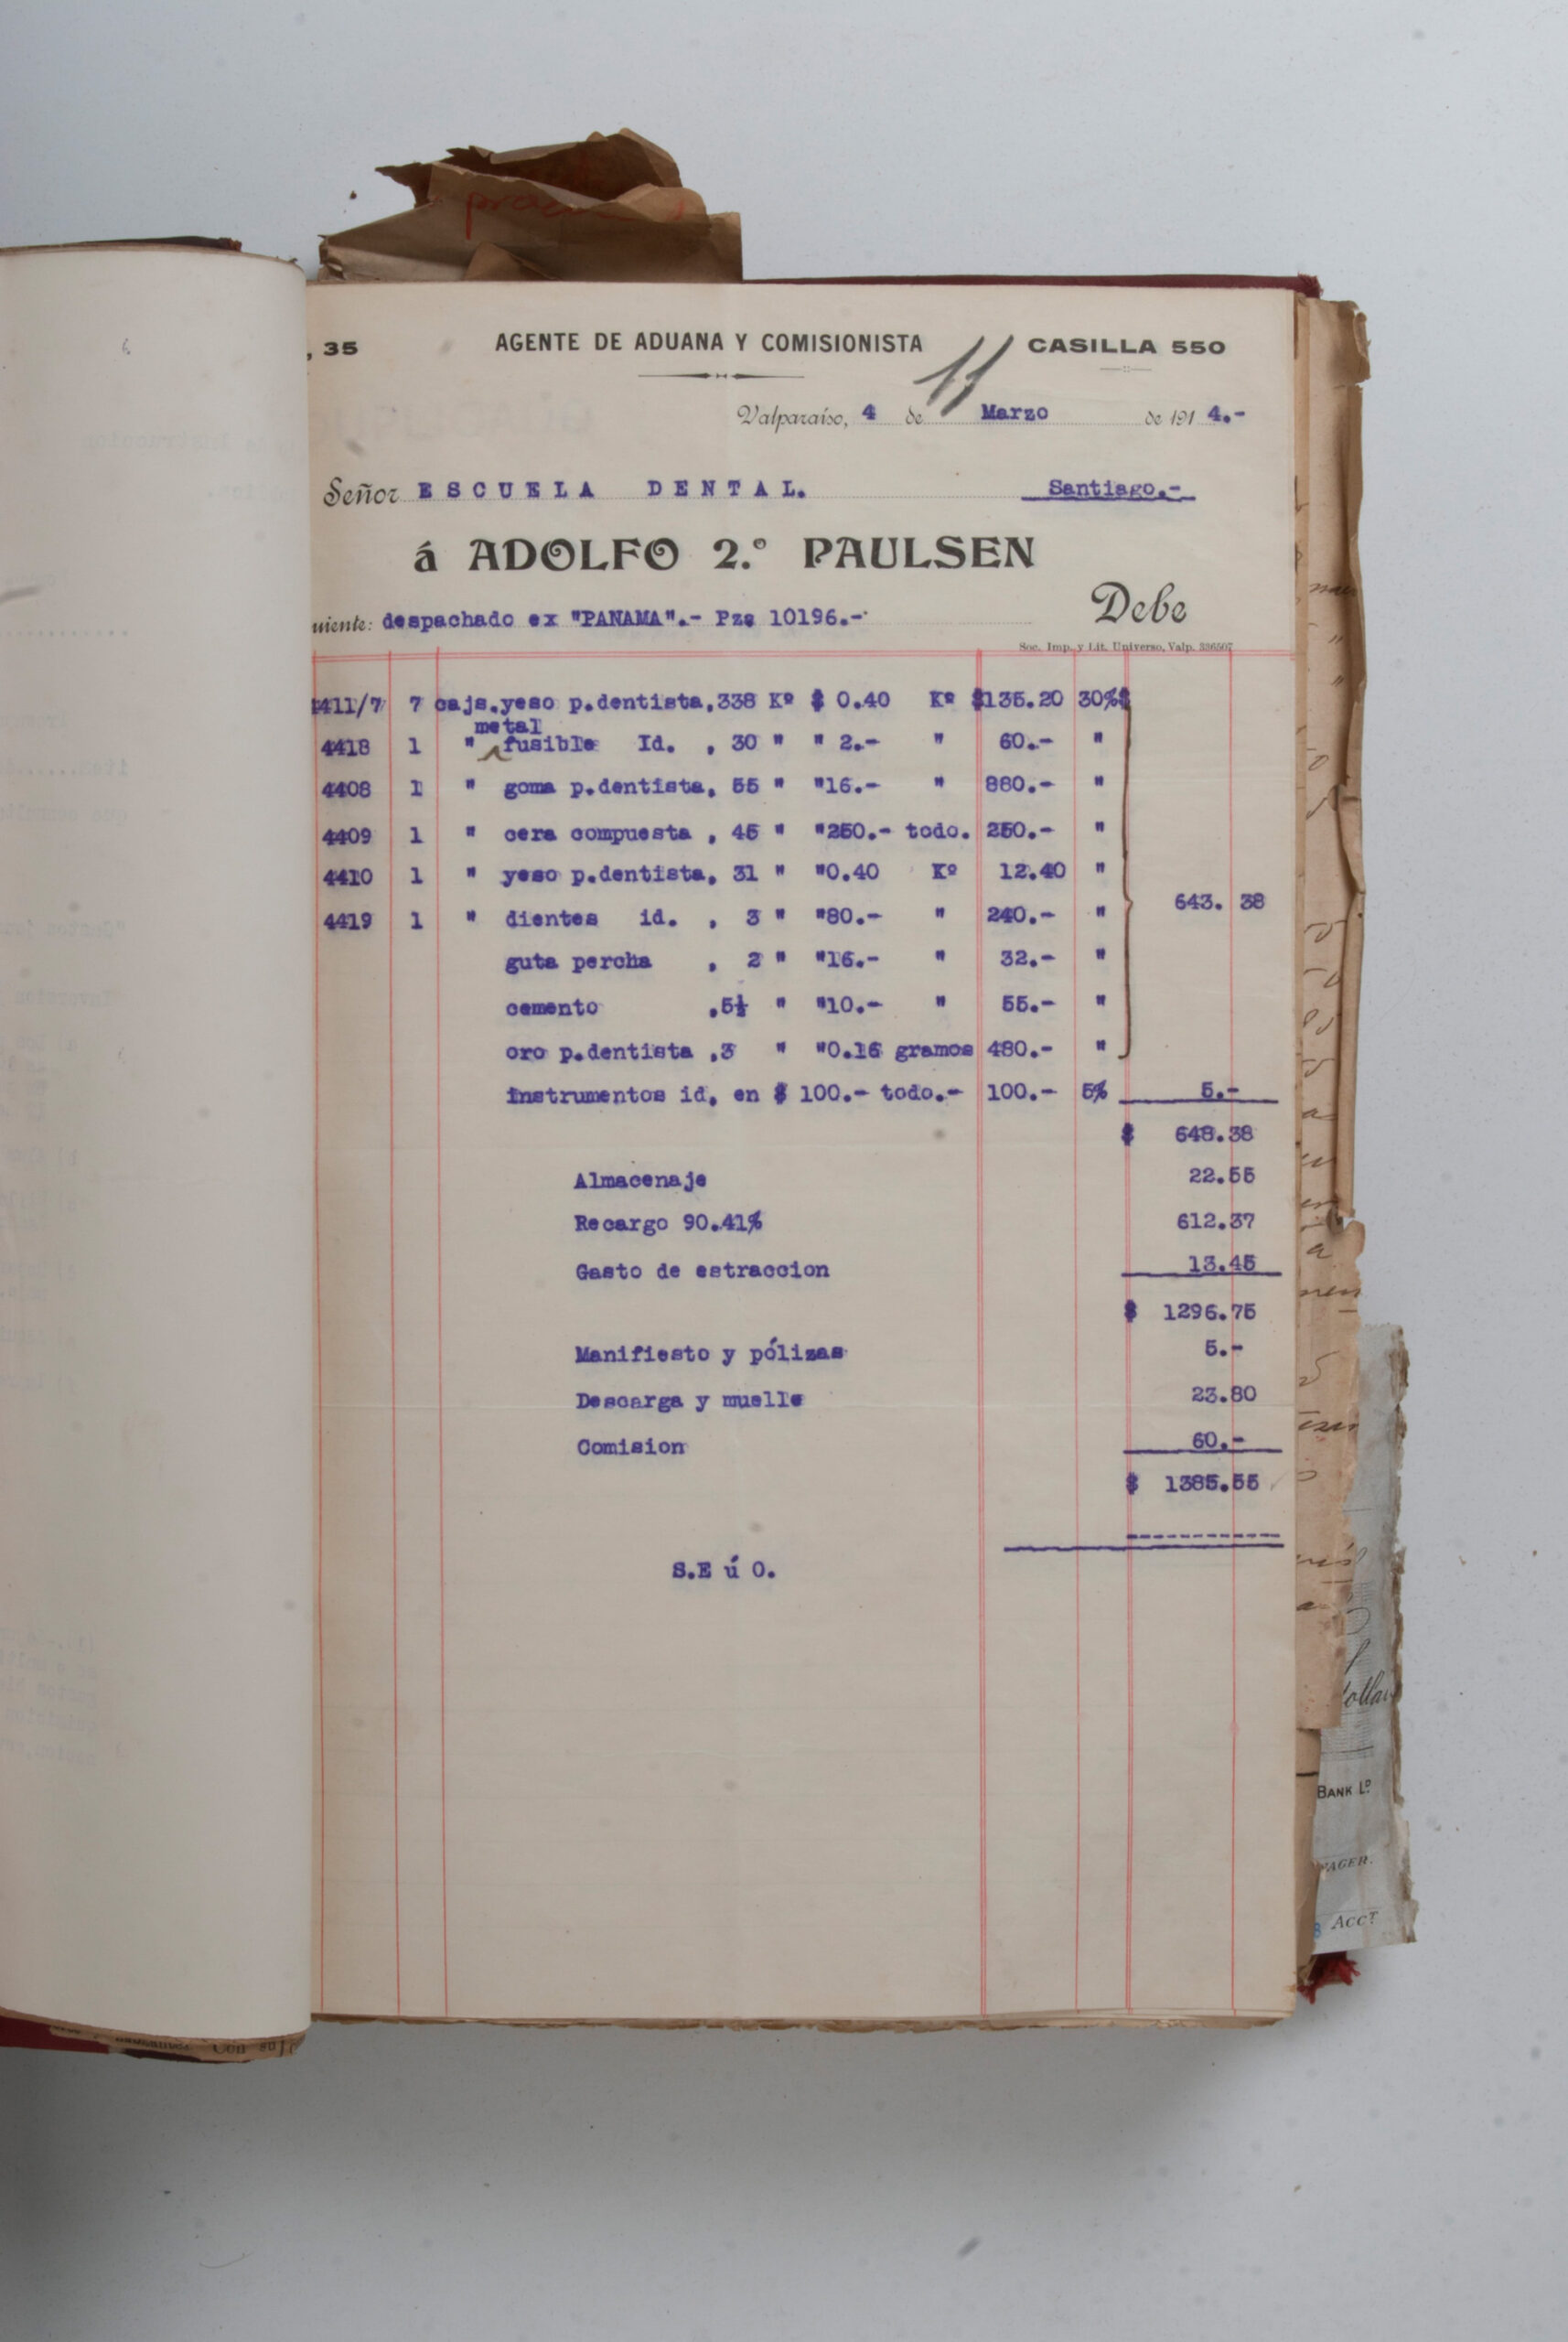 , 35 AGENTE DE ADUANA Y COMISIONISTA CASILLA 550
11
Valparaíso, 4 de Marzo de 1914.-
Señor ESCUELA DENTAL. Santiago.-
á ADOLFO 2.º PAULSEN
Debe
uiente: despachado ex "PANAMA".- Pzs 10196.-
Soc. Imp. y Lit. Universo, Valp. 336507
4411/7 7 cajs.yeso p.dentista,338 Kº $ 0.40 Kº $135.20 30%$
metal
4418 1 " fusible Id. , 30 " " 2.- " 60.- "
4408 1 " goma p.dentista, 55 " "16.- " 880.- "
4409 1 " cera compuesta , 45 " "250.- todo. 250.- "
4410 1 " yeso p.dentista, 31 " "0.40 Kº 12.40 "
643. 38
4419 1 " dientes id. , 3 " "80.- " 240.- "
guta percha , 2 " "16.- " 32.- "
cemento ,5½ " "10.- " 55.- "
oro p.dentista ,3 " "0.16 gramos 480.- "
instrumentos id, en $ 100.- todo.- 100.- 5% 5.-
$ 648.38
Almacenaje 22.55
Recargo 90.41% 612.37
Gasto de estraccion 13.45
$ 1296.75
Manifiesto y pólizas 5.-
Descarga y muelle 23.80
Comision 60.-
$ 1385.55
S.E ú O.
BANK Lº
AGER.
ACCT
Con su